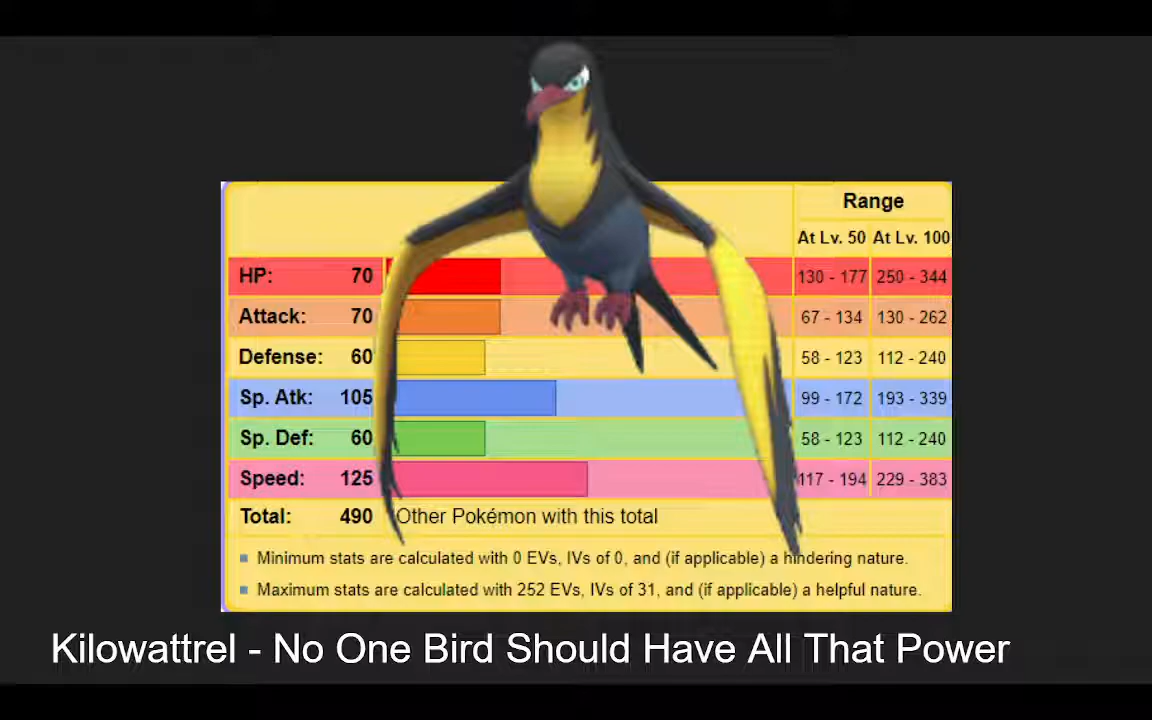 Range
At Lv. 50 At Lv. 100
HP: 70 130 - 177 250 - 344
Attack: 70 67 - 134 130 - 262
Defense: 60 58 - 123 112 - 240
Sp. Atk: 105 99 - 172 193 - 339
Sp. Def: 60 58 - 123 112 - 240
Speed: 125 117 - 194 229 - 383
Total: 490 Other Pokémon with this total
Minimum stats are calculated with 0 EVs, IVs of 0, and (if applicable) a hindering nature.
Maximum stats are calculated with 252 EVs, IVs of 31, and (if applicable) a helpful nature.
Kilowattrel - No One Bird Should Have All That Power